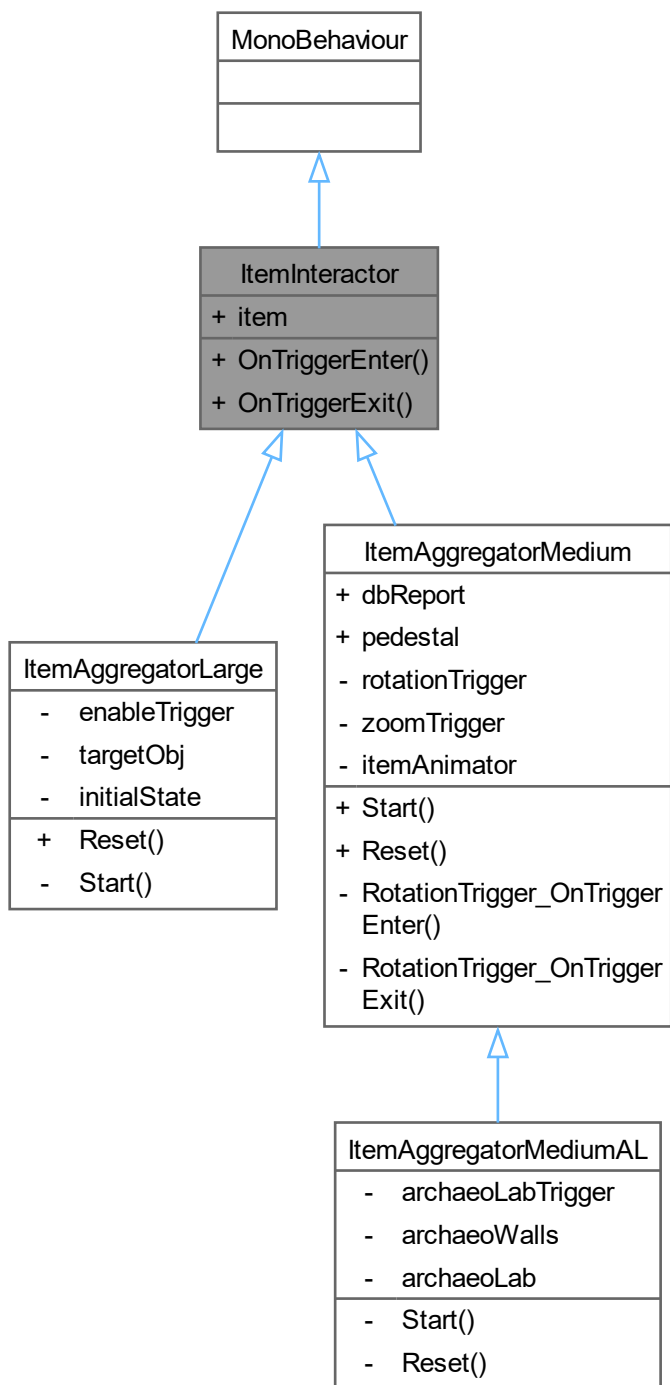 MonoBehaviour
ItemInteractor
+ item
+ OnTriggerEnter()
+ OnTriggerExit()
ItemAggregatorLarge
- enableTrigger
- targetObj
- initialState
+ Reset()
- Start()
ItemAggregatorMedium
+ dbReport
+ pedestal
- rotationTrigger
- zoomTrigger
- itemAnimator
+ Start()
+ Reset()
- RotationTrigger_OnTrigger
Enter()
- RotationTrigger_OnTrigger
Exit()
ItemAggregatorMediumAL
- archaeoLabTrigger
- archaeoWalls
- archaeoLab
- Start()
- Reset()